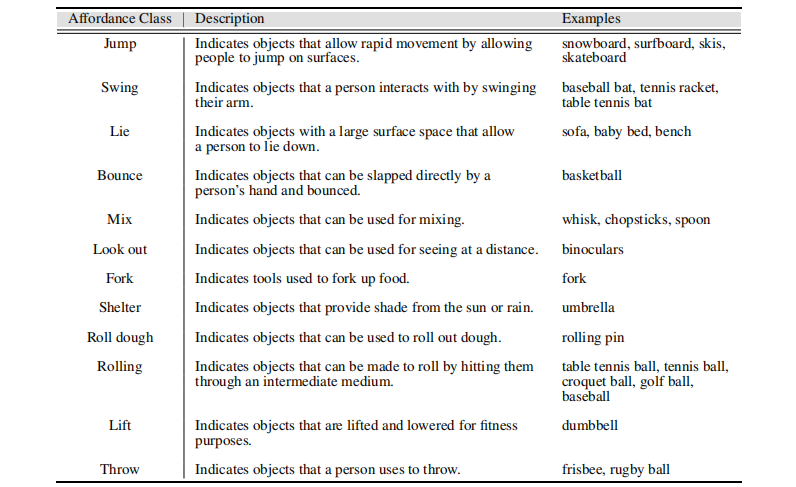 Affordance Class Description Examples
Jump Indicates objects that allow rapid movement by allowing people to jump on surfaces. snowboard, surfboard, skis, skateboard
Swing Indicates objects that a person interacts with by swinging their arm. baseball bat, tennis racket, table tennis bat
Lie Indicates objects with a large surface space that allow a person to lie down. sofa, baby bed, bench
Bounce Indicates objects that can be slapped directly by a person's hand and bounced. basketball
Mix Indicates objects that can be used for mixing. whisk, chopsticks, spoon
Look out Indicates objects that can be used for seeing at a distance. binoculars
Fork Indicates tools used to fork up food. fork
Shelter Indicates objects that provide shade from the sun or rain. umbrella
Roll dough Indicates objects that can be used to roll out dough. rolling pin
Rolling Indicates objects that can be made to roll by hitting them through an intermediate medium. table tennis ball, tennis ball, croquet ball, golf ball, baseball
Lift Indicates objects that are lifted and lowered for fitness purposes. dumbbell
Throw Indicates objects that a person uses to throw. frisbee, rugby ball